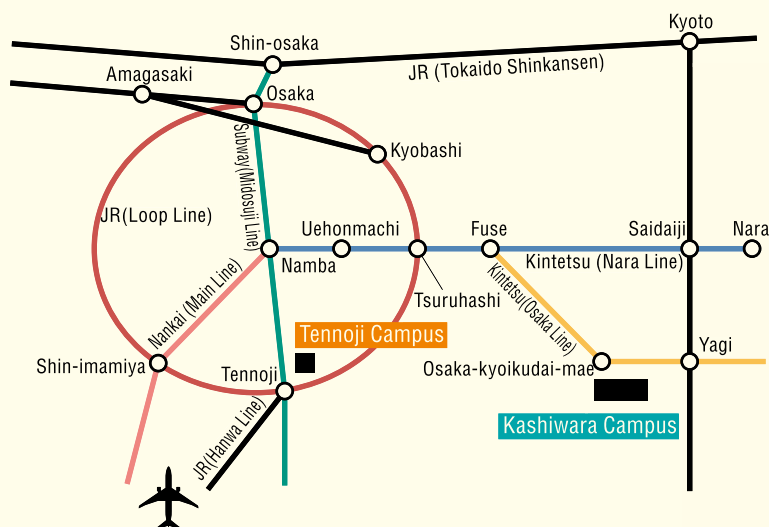 Kyoto
Shin-osaka
JR (Tokaido Shinkansen)
Amagasaki
Osaka
Kyobashi
Subway(Midosuji Line)
JR(Loop Line)
Uehonmachi
Fuse
Saidaiji
Nara
Namba
Kintetsu (Nara Line)
Tsuruhashi
Kintetsu(Osaka Line)
Nankai (Main Line)
Tennoji Campus
Yagi
Shin-imamiya
Tennoji
Osaka-kyoikudai-mae
JR(Hanwa Line)
Kashiwara Campus